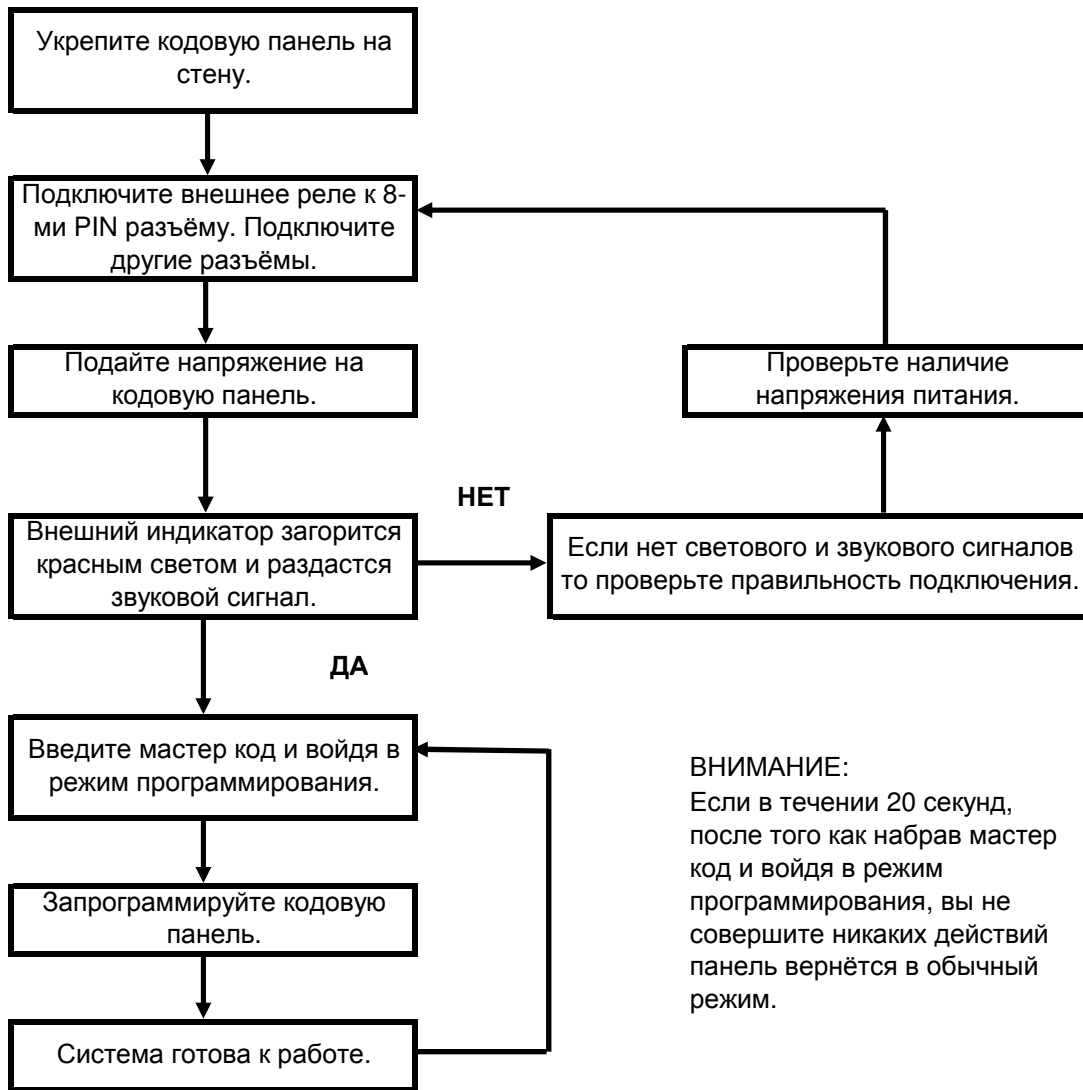 Укрепите кодовую панель на
стену.
Подключите внешнее реле к 8-
ми PIN разъёму. Подключите
другие разъёмы.
Подайте напряжение на
кодовую панель.
Проверьте наличие
напряжения питания.
НЕТ
Внешний индикатор загорится
красным светом и раздастся
звуковой сигнал.
Если нет светового и звукового сигналов
то проверьте правильность подключения.
ДА
Введите мастер код и войдя в
режим программирования.
Запрограммируйте кодовую
панель.
Система готова к работе.
ВНИМАНИЕ:
Если в течении 20 секунд,
после того как набрав мастер
код и войдя в режим
программирования, вы не
совершите никаких действий
панель вернётся в обычный
режим.